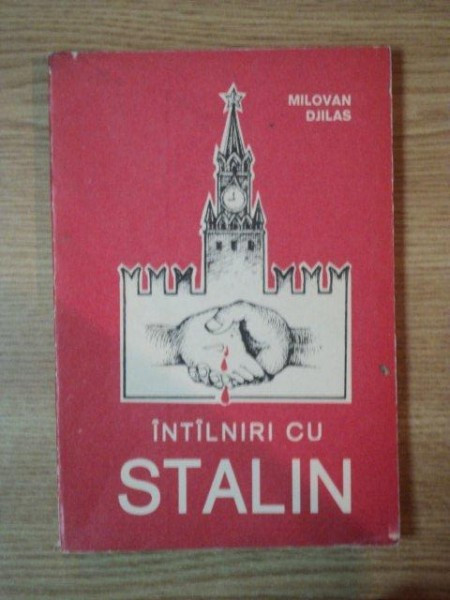 MILOVAN
DJILAS
ÎNTÎLNIRI CU
STALIN